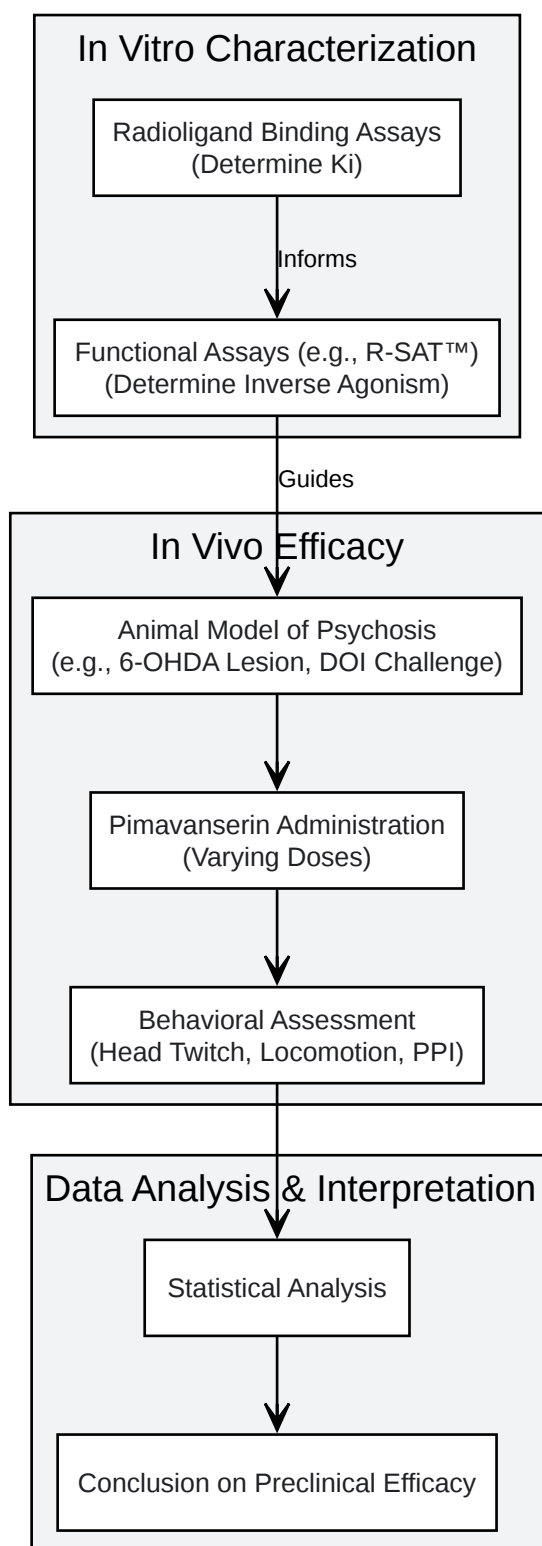 In Vitro Characterization
Radioligand Binding Assays
(Determine Ki)
Informs
Functional Assays (e.g., R-SAT™)
(Determine Inverse Agonism)
Guides
In Vivo Efficacy
Animal Model of Psychosis
(e.g., 6-OHDA Lesion, DOI Challenge)
Pimavanserin Administration
(Varying Doses)
Behavioral Assessment
(Head Twitch, Locomotion, PPI)
Data Analysis & Interpretation
Statistical Analysis
Conclusion on Preclinical Efficacy